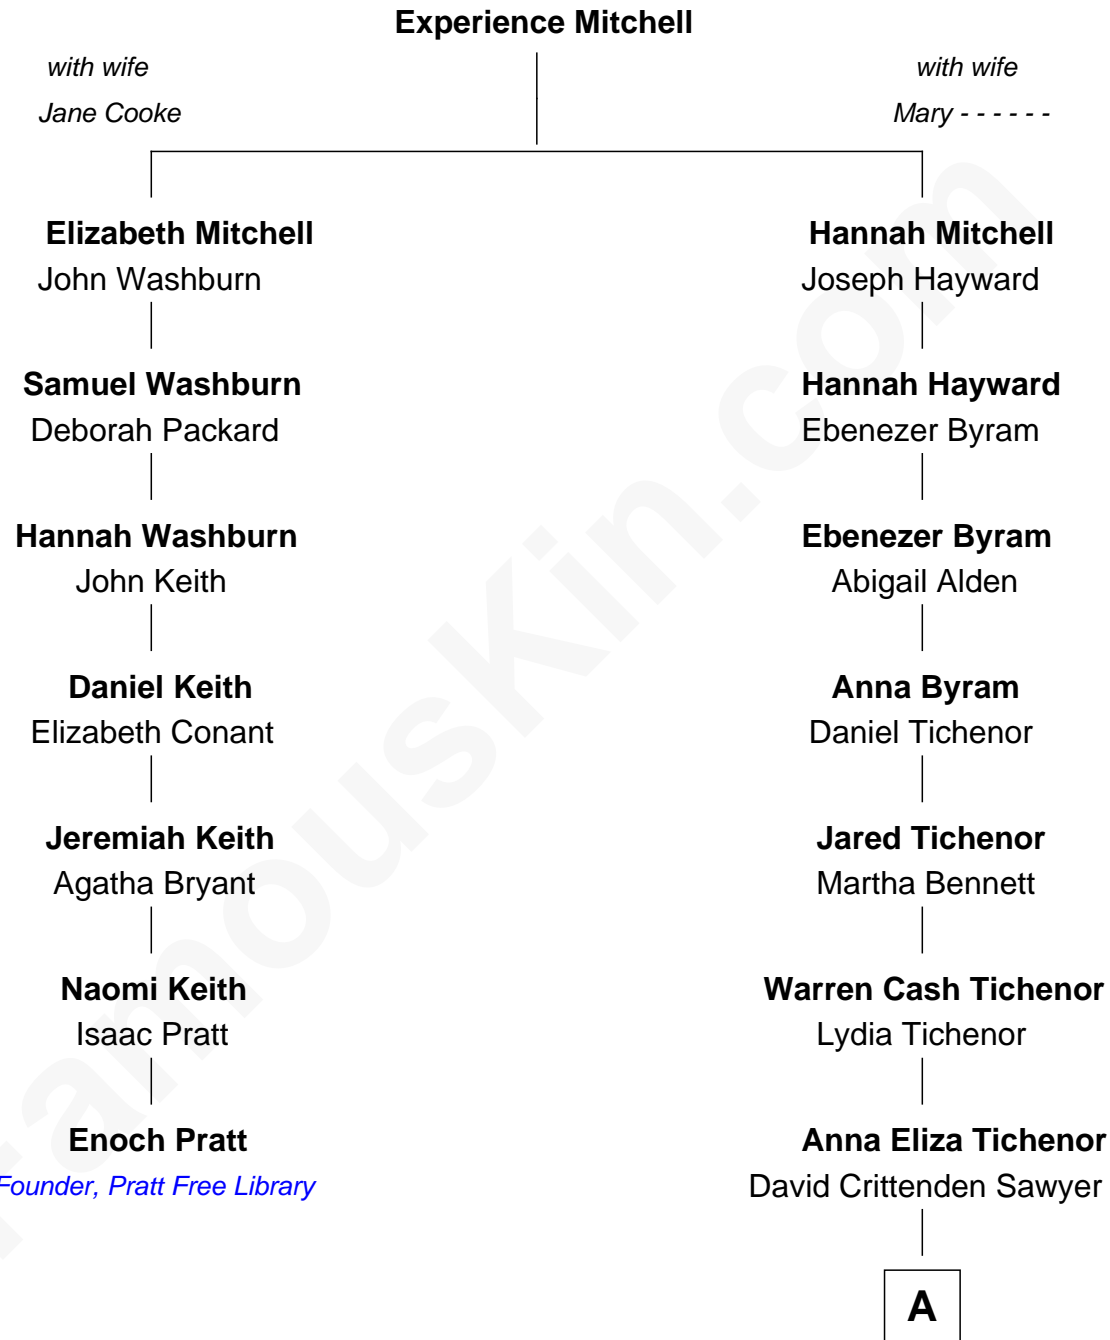 Experience Mitchell
with wife
Jane Cooke
with wife
Mary - - - - - -
Elizabeth Mitchell
John Washburn
Hannah Mitchell
Joseph Hayward
Samuel Washburn
Deborah Packard
Hannah Hayward
Ebenezer Byram
Hannah Washburn
John Keith
Ebenezer Byram
Abigail Alden
Daniel Keith
Elizabeth Conant
Anna Byram
Daniel Tichenor
Jeremiah Keith
Agatha Bryant
Jared Tichenor
Martha Bennett
Naomi Keith
Isaac Pratt
Warren Cash Tichenor
Lydia Tichenor
Enoch Pratt
Founder, Pratt Free Library
Anna Eliza Tichenor
David Crittenden Sawyer
A
FamousKin.com